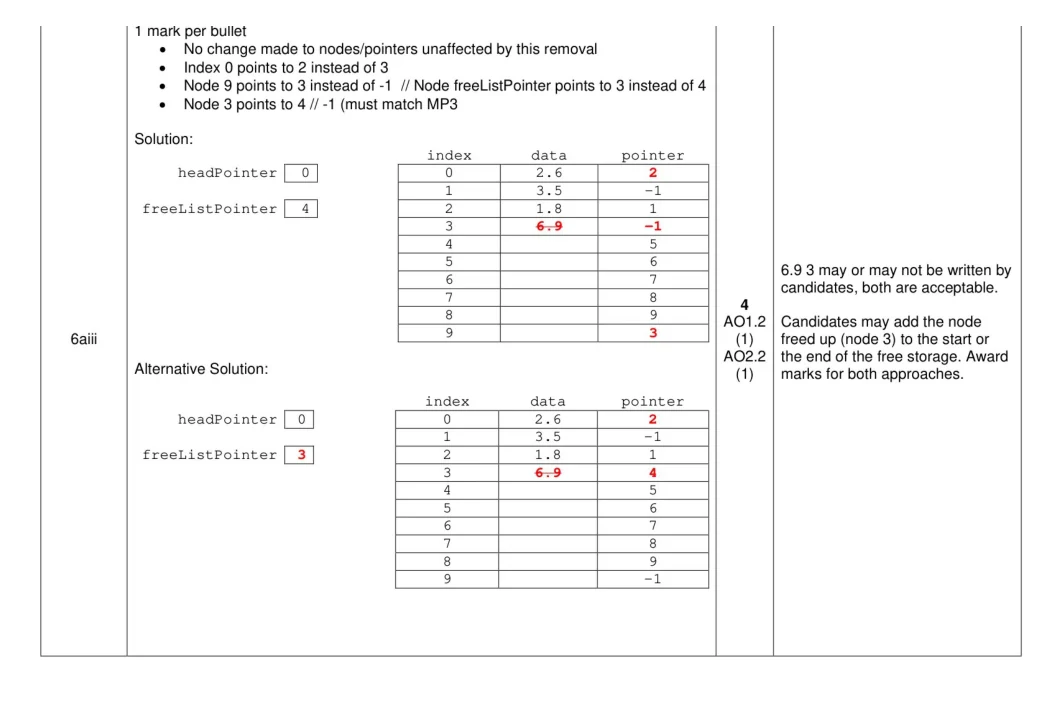 1 mark per bullet
• No change made to nodes/pointers unaffected by this removal
• Index 0 points to 2 instead of 3
• Node 9 points to 3 instead of -1 // Node freeListPointer points to 3 instead of 4
• Node 3 points to 4 // -1 (must match MP3
Solution:
index data pointer
headPointer 0
0 2.6 2
1 3.5 -1
freeListPointer 4
2 1.8 1
3 6.9 -1
4 5
5 6
6 7
7 8
8 9
9 3
Alternative Solution:
index data pointer
headPointer 0
0 2.6 2
1 3.5 -1
freeListPointer 3
2 1.8 1
3 6.9 4
4 5
5 6
6 7
7 8
8 9
9 -1
6aiii
4
AO1.2
(1)
AO2.2
(1)
6.9 3 may or may not be written by
candidates, both are acceptable.
Candidates may add the node
freed up (node 3) to the start or
the end of the free storage. Award
marks for both approaches.